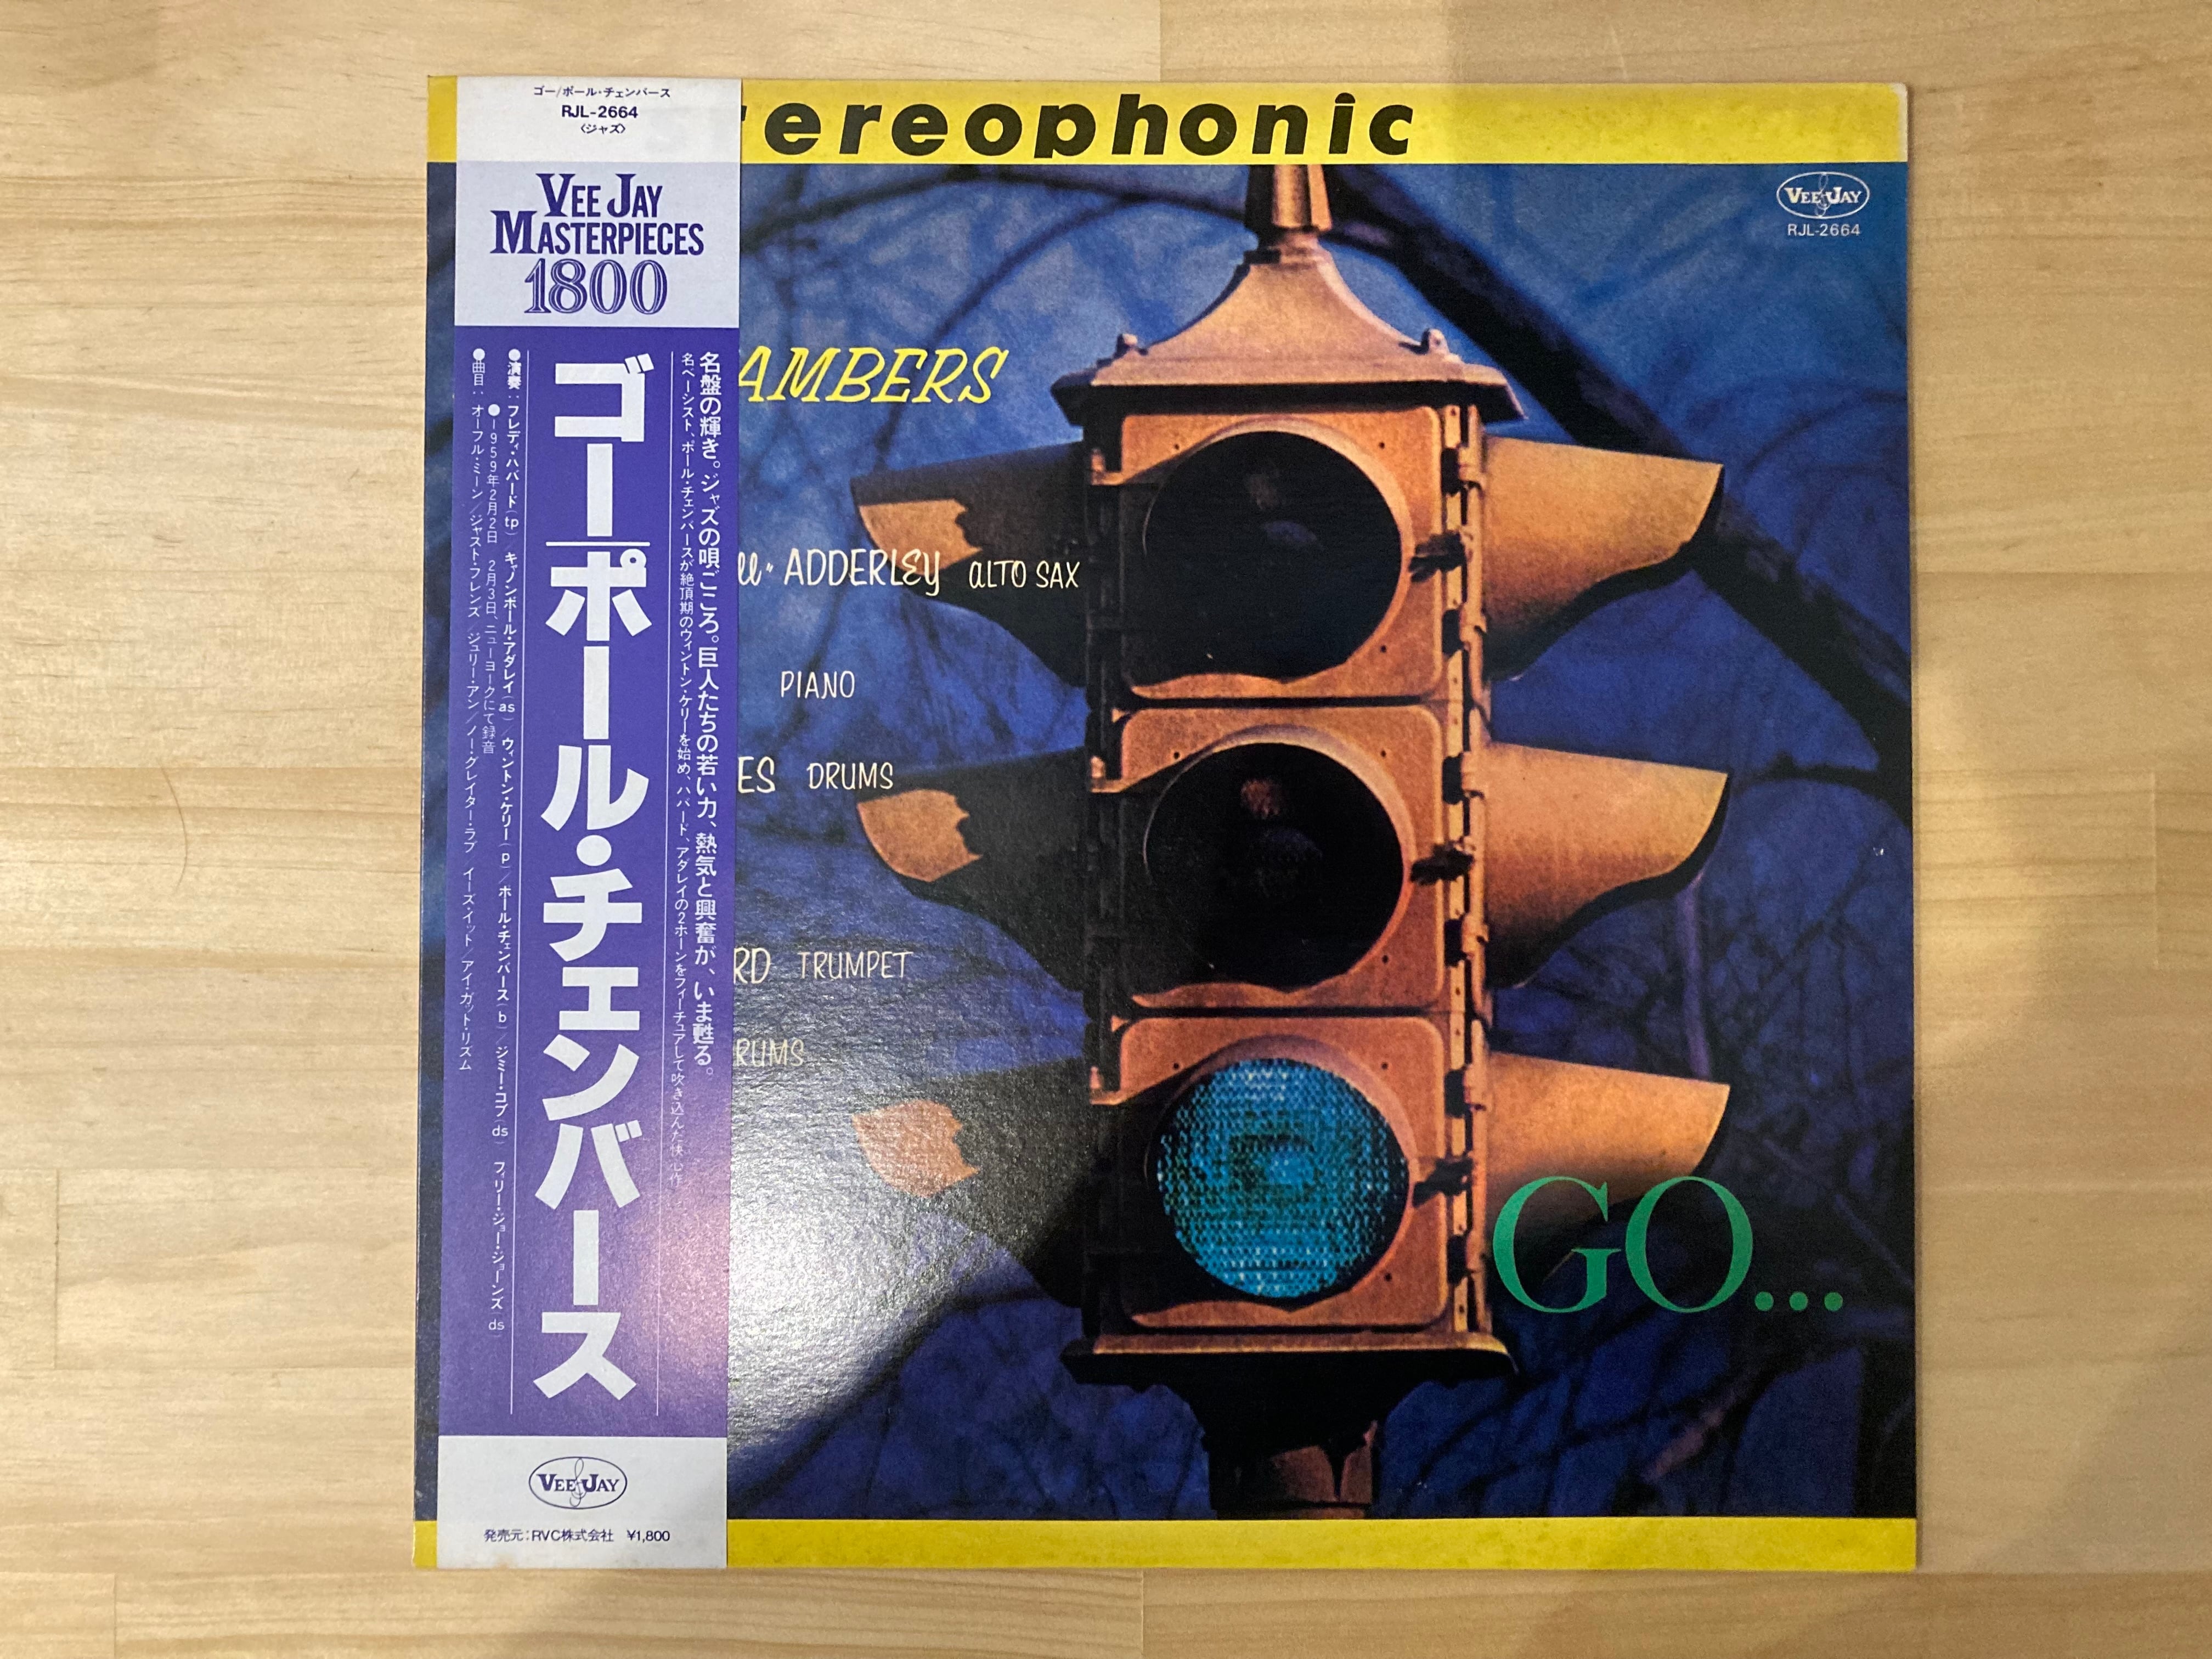 ゴー/ポール・チェンバース
RJL-2664
〈ジャズ〉
VEE JAY
MASTERPIECES
1800
名盤の輝き。ジャズの唄ごころ。巨人たちの若い力、熱気と興奮が、いま甦る。
名ベーシスト、ポール・チェンバースが絶頂期のウィントン・ケリーを始め、ハバード、アダレイの2ホーンをフィーチュアして吹き込んだ快心作。
ゴー/ポール・チェンバース
●演奏:フレディ・ハバード(tp)/キャノンボール・アダレイ(as)/ウィントン・ケリー(p)/ポール・チェンバース(b)/ジミー・コブ(ds)/フィリー・ジョー・ジョーンズ(ds)
●1959年2月2日、2月3日、ニューヨークにて録音
●曲目:オーフル・ミーン/ジャスト・フレンズ/ジュリー・アン/ノー・グレイター・ラブ/イーズ・イット/アイ・ガット・リズム
VEE JAY
発売元:RVC株式会社 ¥1,800
ereophonic
VEE JAY
RJL-2664
AMBERS
ll" ADDERLEY ALTO SAX
PIANO
ES DRUMS
RD TRUMPET
RUMS
GO...